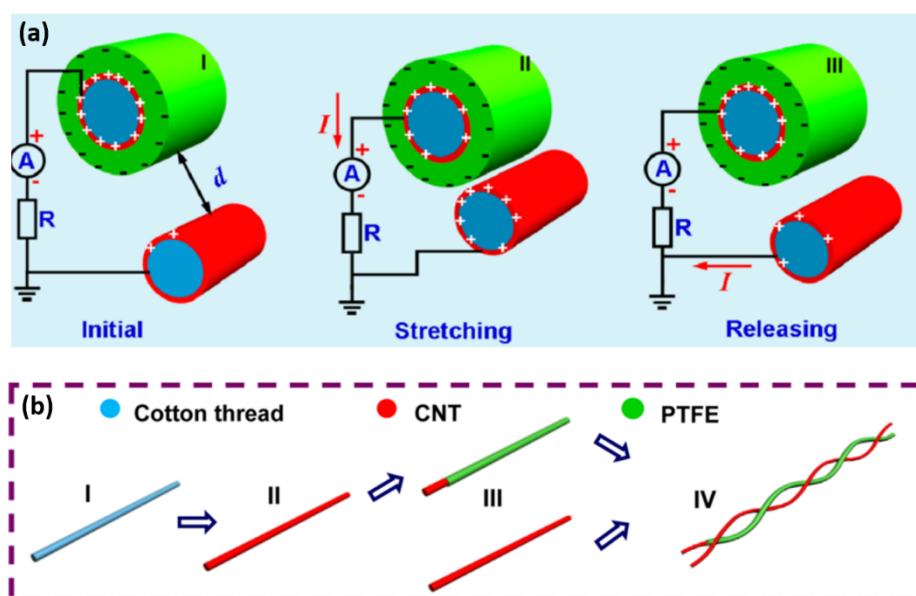 (a)
I
II
III
+
A
-
R
d
I
+
A
-
R
+
A
-
R
I
Initial
Stretching
Releasing
(b)
Cotton thread
CNT
PTFE
I
II
III
IV